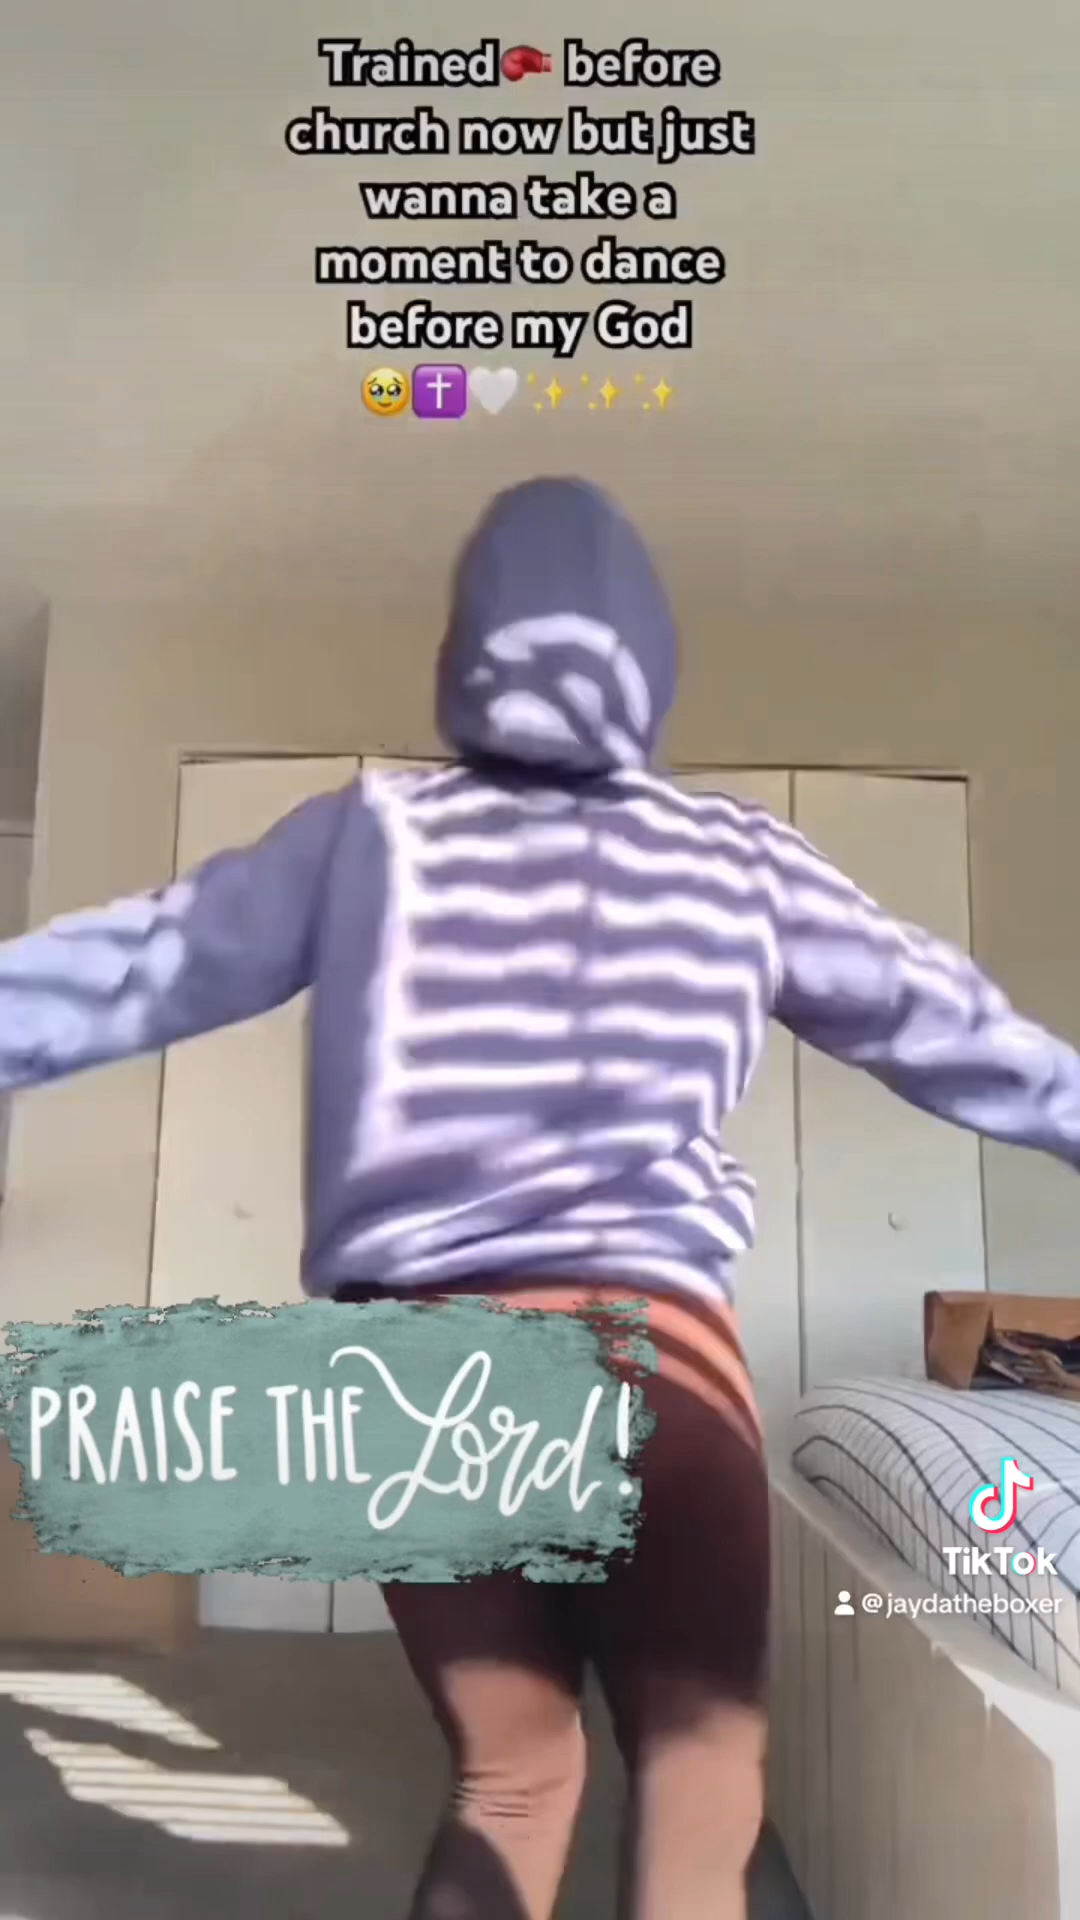 Trained🥊 before
church now but just
wanna take a
moment to dance
before my God
🥹✝️🤍✨✨✨
PRAISE THE Lord!
TikTok
@jaydatheboxer